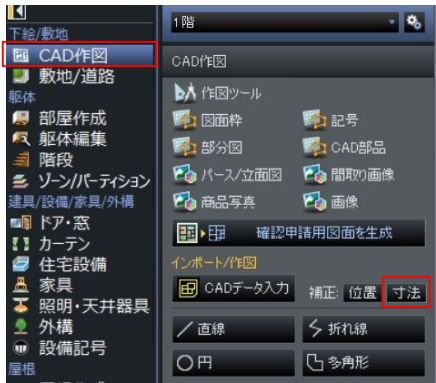 下絵/敷地
CAD作図
敷地/道路
躯体
部屋作成
躯体編集
階段
ゾーン/パーティション
建具/設備/家具/外構
ドア・窓
カーテン
住宅設備
家具
照明・天井器具
外構
設備記号
屋根
1階
CAD作図
作図ツール
図面枠 記号
部分図 CAD部品
パース/立面図 間取り画像
商品写真 画像
確認申請用図面を生成
インポート/作図
CADデータ入力 補正: 位置 寸法
直線 折れ線
円 多角形